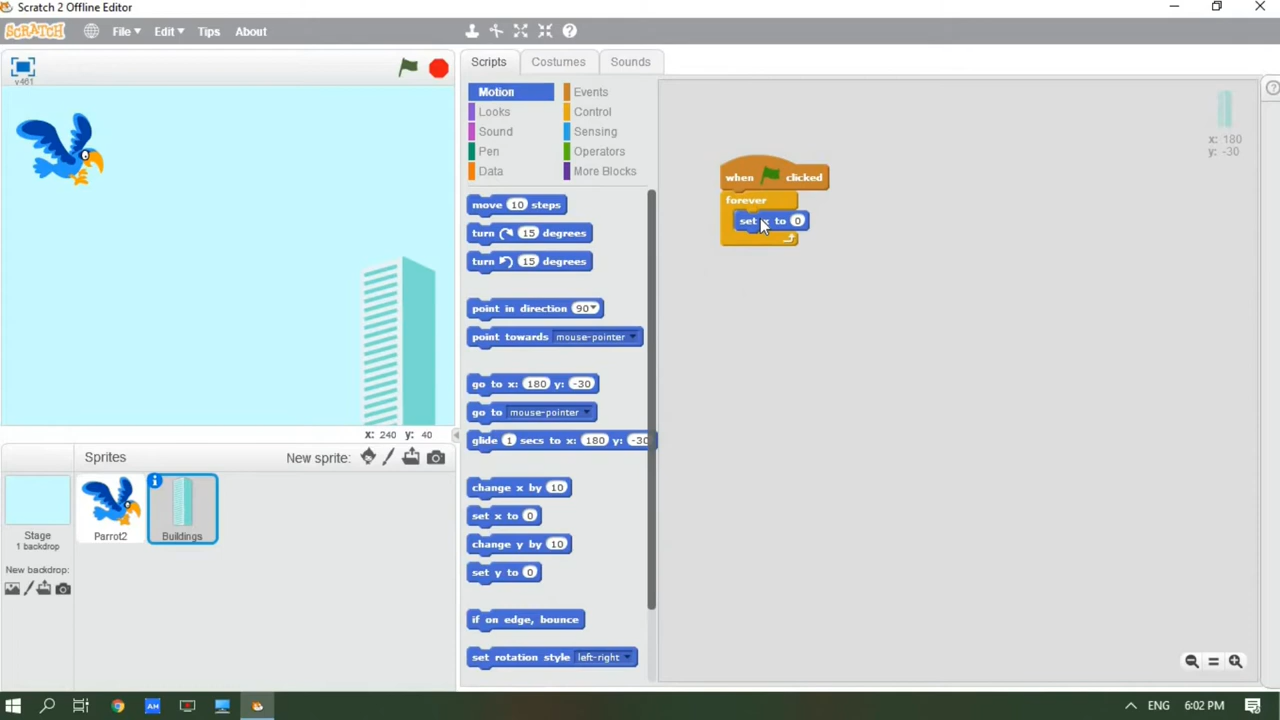 Scratch 2 Offline Editor
SCRATCH File Edit Tips About
v461
Scripts Costumes Sounds
Motion Events
Looks Control
Sound Sensing
Pen Operators
Data More Blocks
move 10 steps
turn 15 degrees
turn 15 degrees
point in direction 90
point towards mouse-pointer
go to x: 180 y: -30
go to mouse-pointer
glide 1 secs to x: 180 y: -30
change x by 10
set x to 0
change y by 10
set y to 0
if on edge, bounce
set rotation style left-right
when clicked
forever
set x to 0
x: 180
y: -30
x: 240 y: 40
Sprites New sprite:
Stage
1 backdrop
New backdrop:
Parrot2
Buildings
AM
ENG 6:02 PM